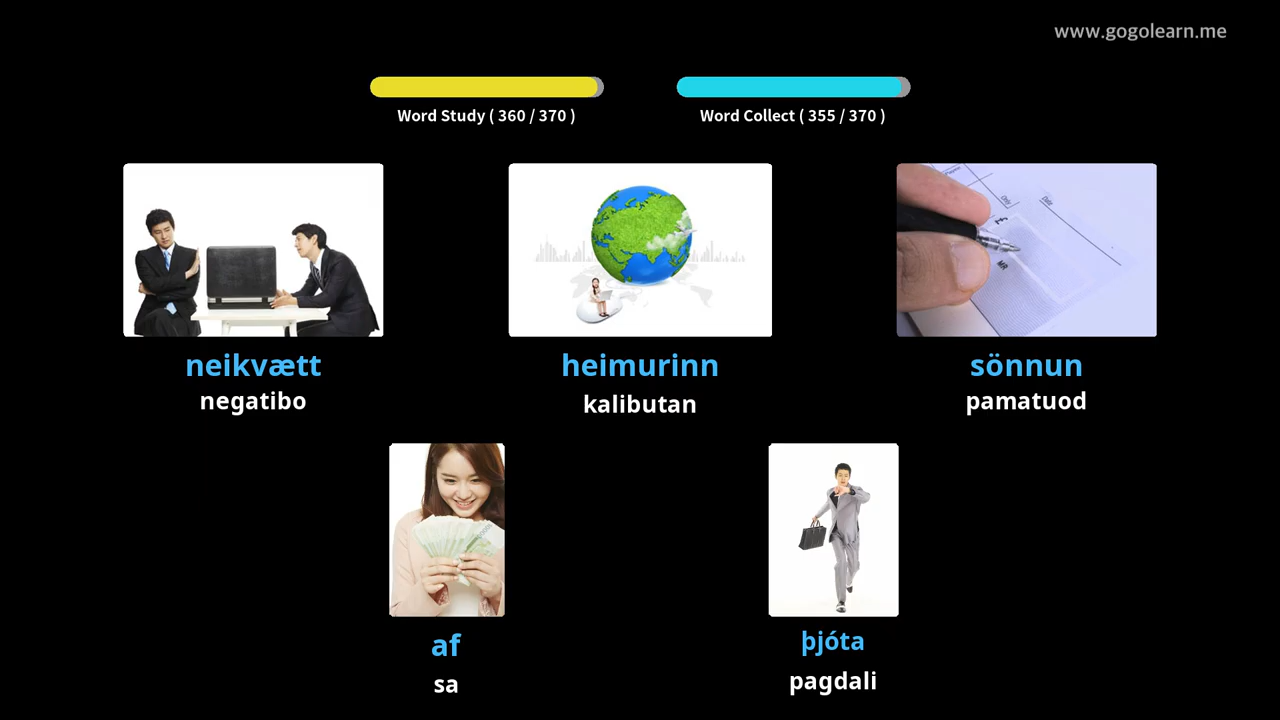 www.gogolearn.me
Word Study ( 360 / 370 )
Word Collect ( 355 / 370 )
neikvætt
negatibo
heimurinn
kalibutan
sönnun
pamatuod
af
sa
þjóta
pagdali